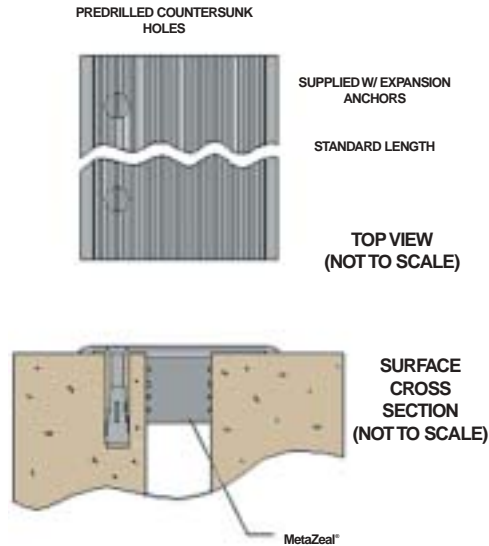 PREDRILLED COUNTERSUNK
HOLES
SUPPLIED W/ EXPANSION
ANCHORS
STANDARD LENGTH
TOP VIEW
(NOT TO SCALE)
SURFACE
CROSS
SECTION
(NOT TO SCALE)
MetaZeal®